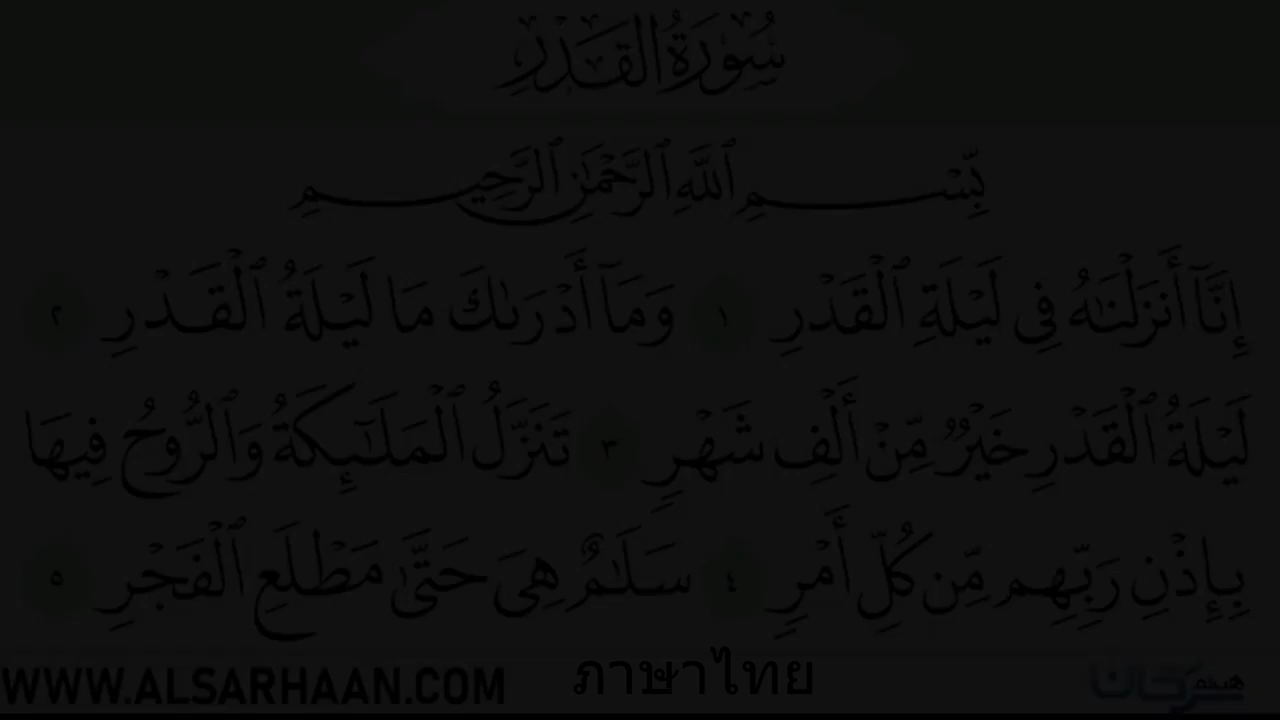 سُورَةُ القَدْرِ
بِسْمِ ٱللَّهِ ٱلرَّحْمَٰنِ ٱلرَّحِيمِ
إِنَّآ أَنزَلْنَٰهُ فِى لَيْلَةِ ٱلْقَدْرِ ١ وَمَآ أَدْرَىٰكَ مَا لَيْلَةُ ٱلْقَدْرِ ٢
لَيْلَةُ ٱلْقَدْرِ خَيْرٌ مِّنْ أَلْفِ شَهْرٍ ٣ تَنَزَّلُ ٱلْمَلَٰٓئِكَةُ وَٱلرُّوحُ فِيهَا
بِإِذْنِ رَبِّهِم مِّن كُلِّ أَمْرٍ ٤ سَلَٰمٌ هِىَ حَتَّىٰ مَطْلَعِ ٱلْفَجْرِ ٥
WWW.ALSARHAAN.COM ภาษาไทย